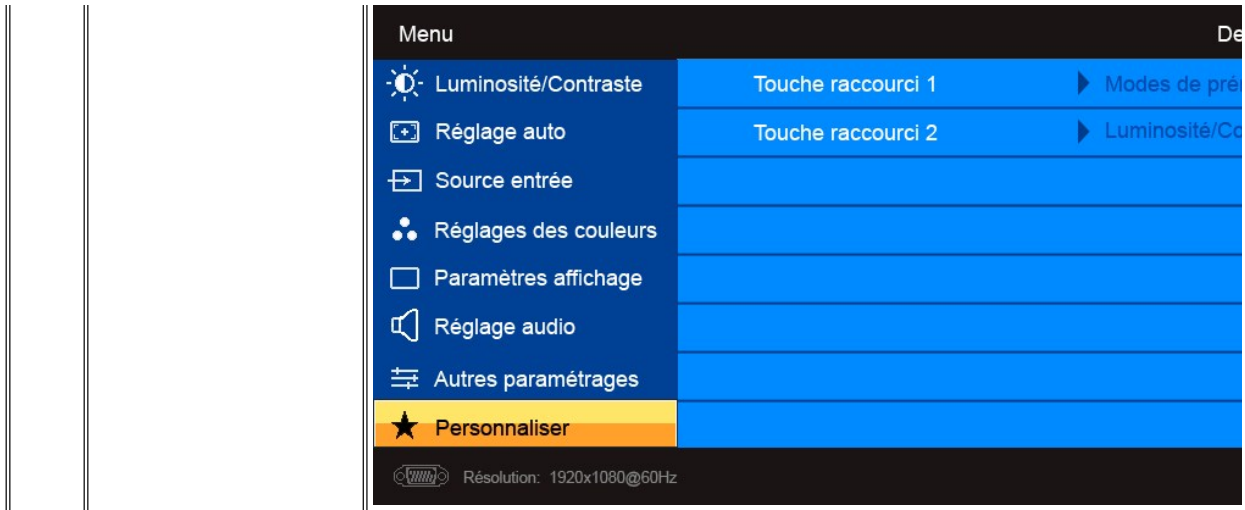 Menu De
Luminosité/Contraste Touche raccourci 1 Modes de pré
Réglage auto Touche raccourci 2 Luminosité/Co
Source entrée
Réglages des couleurs
Paramètres affichage
Réglage audio
Autres paramétrages
Personnaliser
Résolution: 1920x1080@60Hz